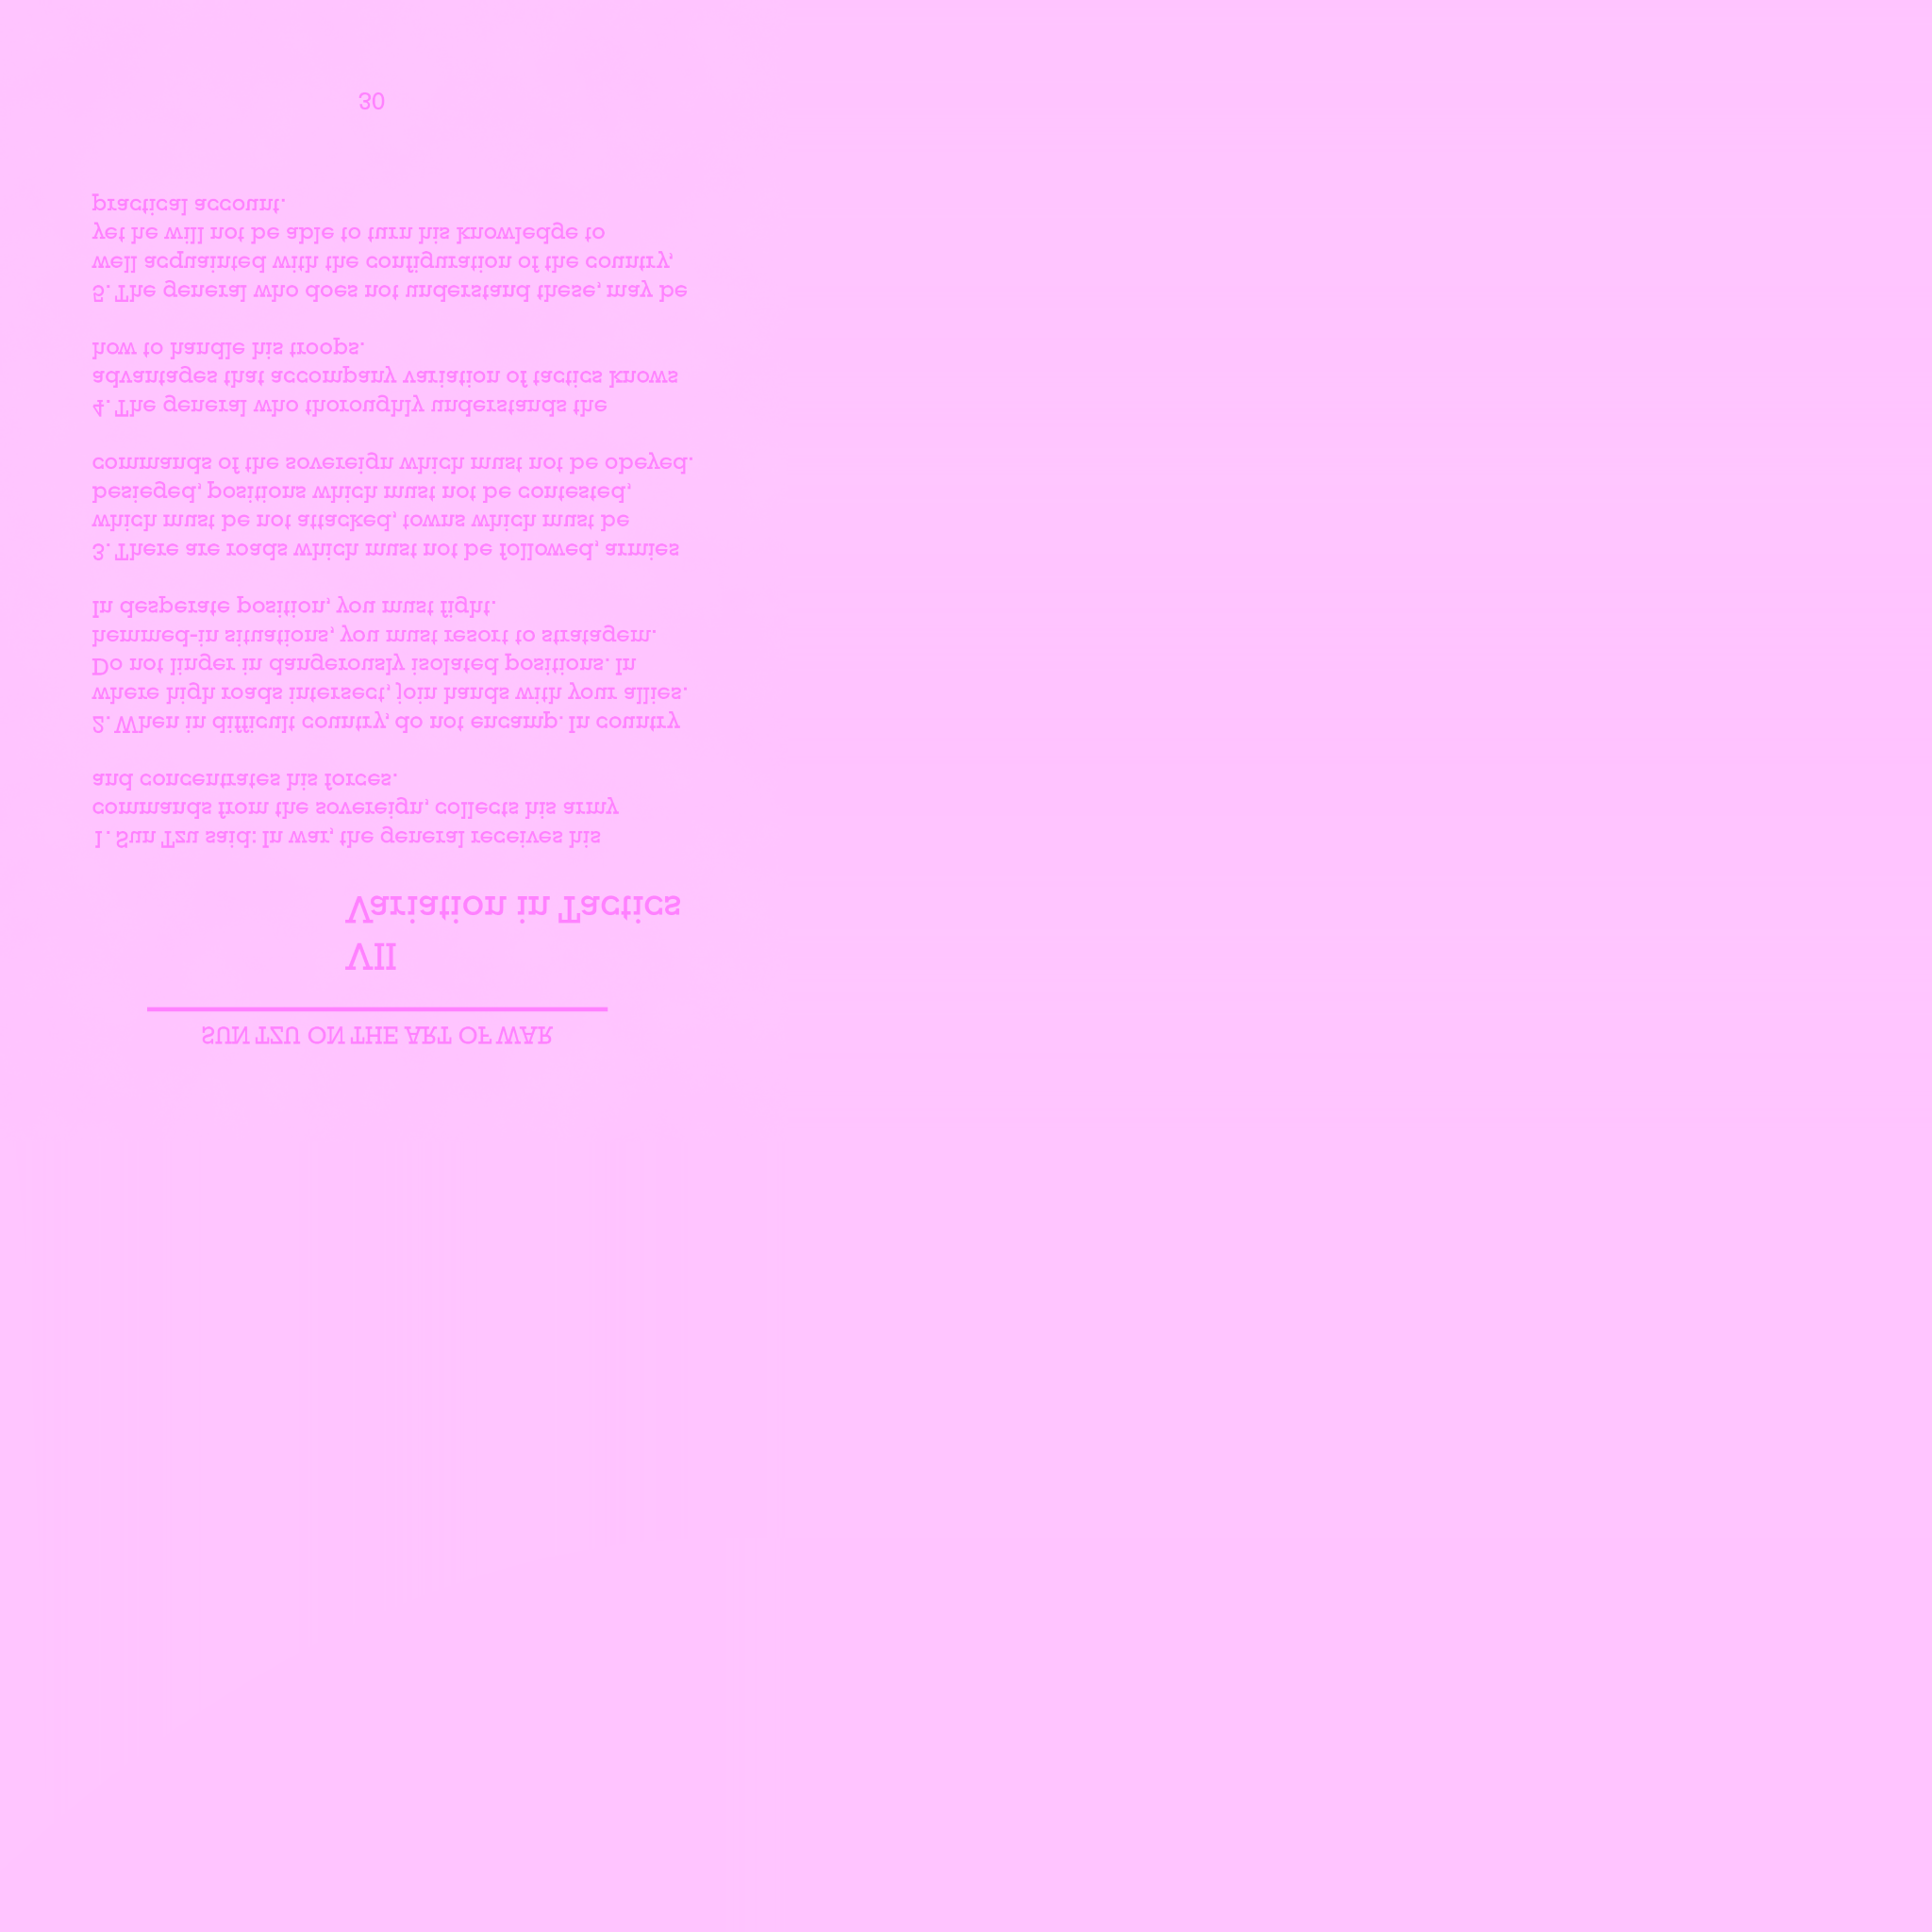 SUN TZU ON THE ART OF WAR
VII
Variation in Tactics
1. Sun Tzu said: In war, the general receives his
commands from the sovereign, collects his army
and concentrates his forces.
2. When in difficult country, do not encamp. In country
where high roads intersect, join hands with your allies.
Do not linger in dangerously isolated positions. In
hemmed-in situations, you must resort to stratagem.
In desperate position, you must fight.
3. There are roads which must not be followed, armies
which must be not attacked, towns which must be
besieged, positions which must not be contested,
commands of the sovereign which must not be obeyed.
4. The general who thoroughly understands the
advantages that accompany variation of tactics knows
how to handle his troops.
5. The general who does not understand these, may be
well acquainted with the configuration of the country,
yet he will not be able to turn his knowledge to
practical account.
30